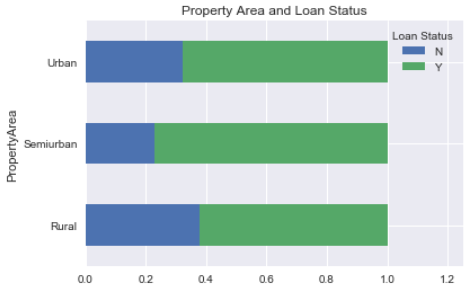 Property Area and Loan Status
Loan Status
N
Y
Urban
Semiurban
Rural
PropertyArea
0.0 0.2 0.4 0.6 0.8 1.0 1.2